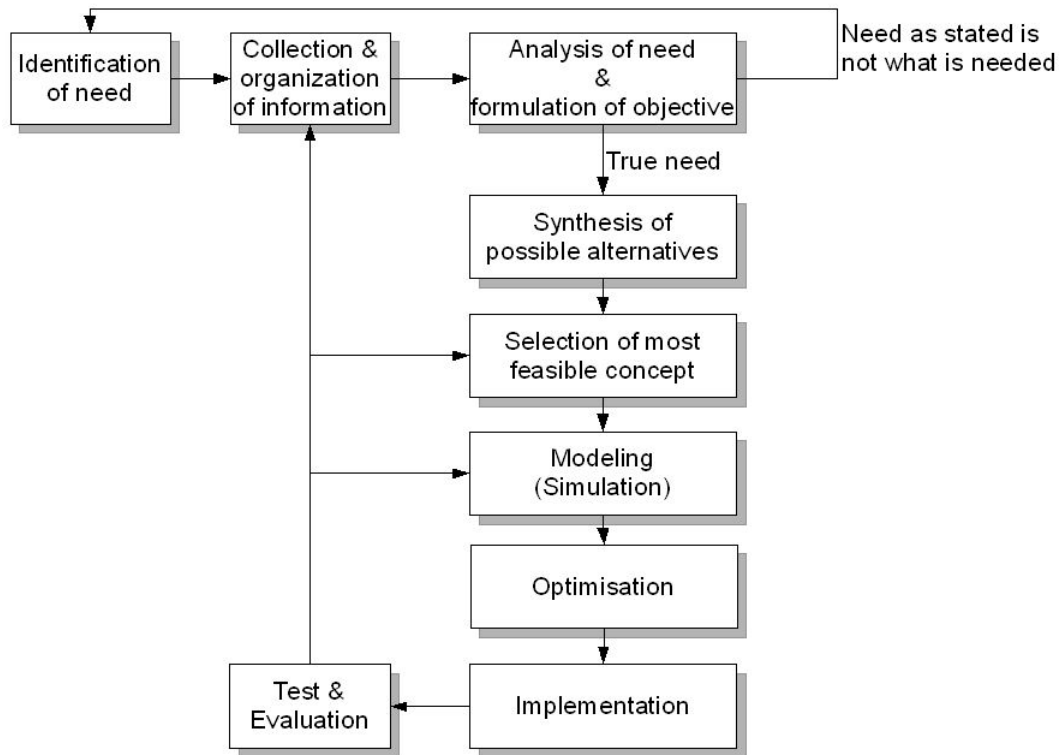 Identification
of need
Collection &
organization
of information
Analysis of need
&
formulation of objective
Need as stated is
not what is needed
True need
Synthesis of
possible alternatives
Selection of most
feasible concept
Modeling
(Simulation)
Optimisation
Test &
Evaluation
Implementation